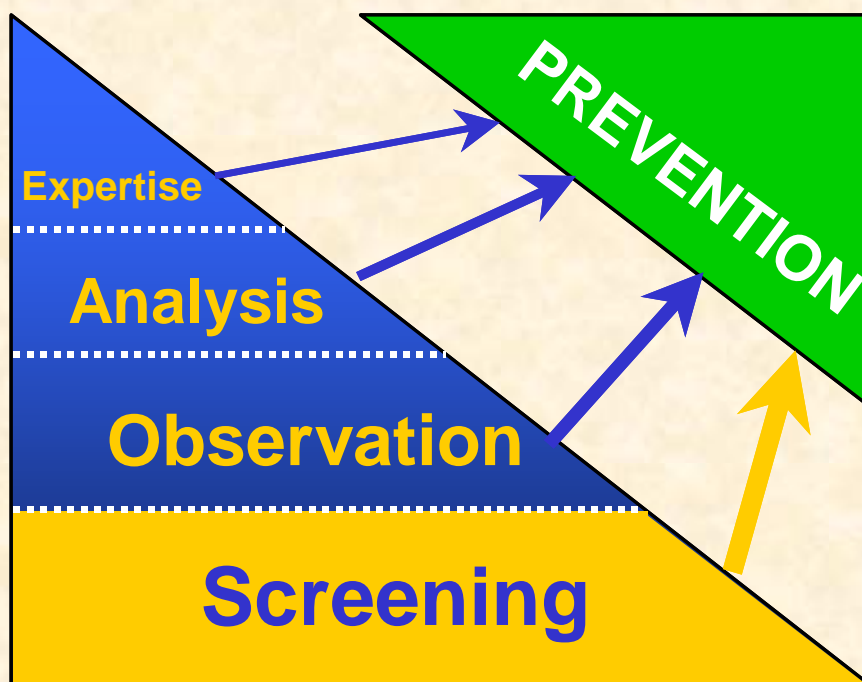 PREVENTION
Expertise
Analysis
Observation
Screening